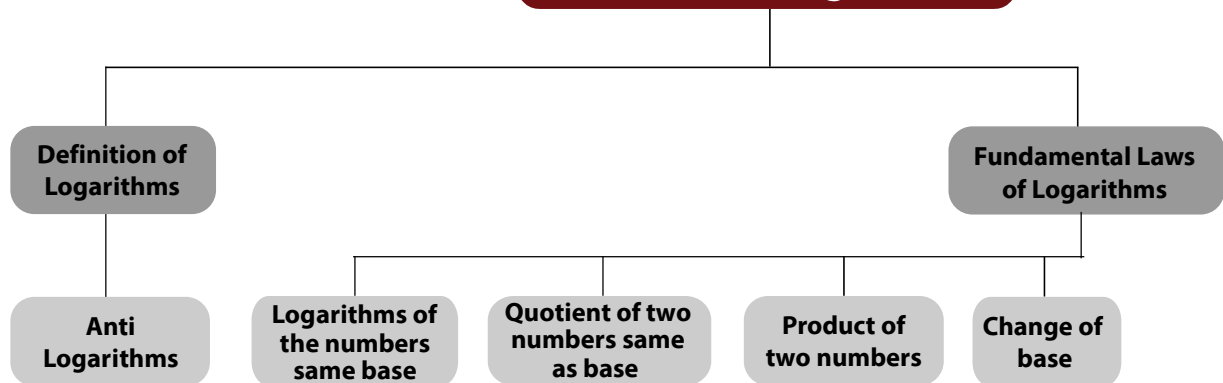 Definition of
Logarithms
Fundamental Laws
of Logarithms
Anti
Logarithms
Logarithms of
the numbers
same base
Quotient of two
numbers same
as base
Product of
two numbers
Change of
base